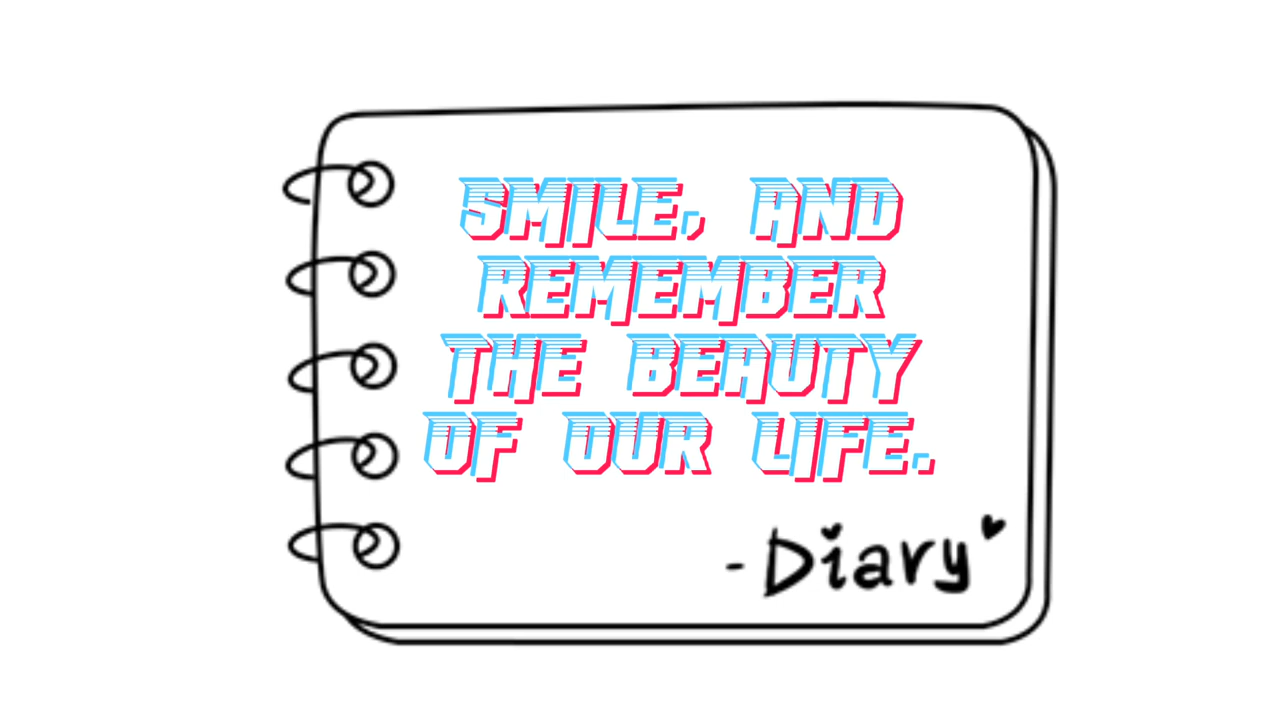 SMILE, AND
REMEMBER
THE BEAUTY
OF OUR LIFE.
-Diary